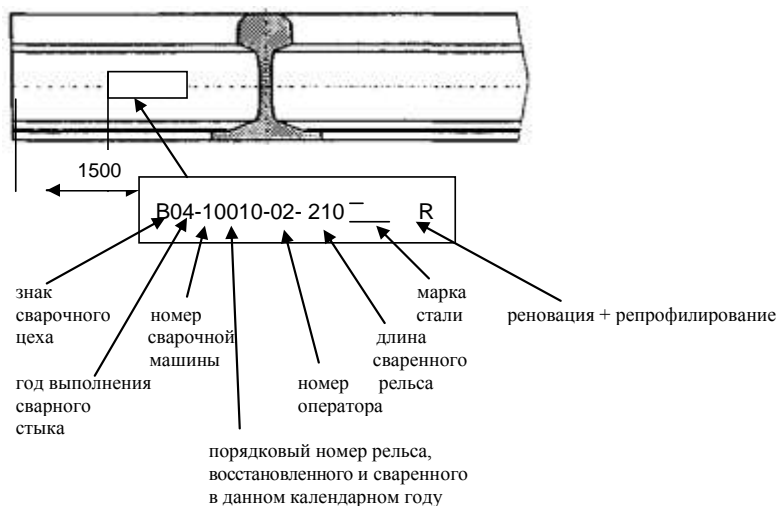 1500
B04-10010-02- 210 R
знак
сварочного
цеха
год выполнения
сварного
стыка
номер
сварочной
машины
порядковый номер рельса,
восстановленного и сваренного
в данном календарном году
номер
оператора
длина
сваренного
рельса
марка
стали
реновация + репрофилирование